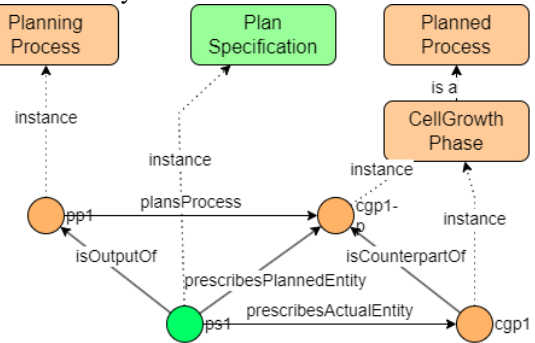 Planning
Process
Plan
Specification
Planned
Process
is a
CellGrowth
Phase
instance
instance
instance
instance
pp1
plansProcess
cgp1-
p
isOutputOf
isCounterpartOf
prescribesPlannedEntity
ps1
prescribesActualEntity
cgp1